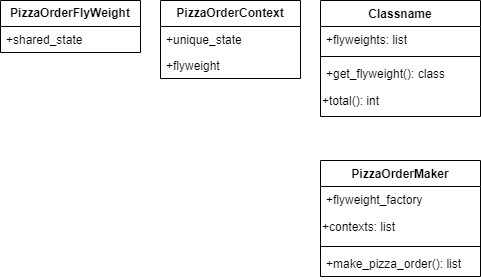 PizzaOrderFlyWeight
+shared_state
PizzaOrderContext
+unique_state
+flyweight
Classname
+flyweights: list
+get_flyweight(): class
+total(): int
PizzaOrderMaker
+flyweight_factory
+contexts: list
+make_pizza_order(): list